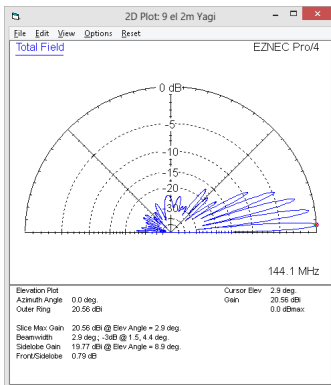 2D Plot: 9 el 2m Yagi
File Edit View Options Reset
Total Field
EZNEC Pro/4
0 dB
-5
-10
-15
-20
-30
144.1 MHz
Elevation Plot
Azimuth Angle 0.0 deg.
Outer Ring 20.56 dBi
Cursor Elev 2.9 deg.
Gain 20.56 dBi
0.0 dBmax
Slice Max Gain 20.56 dBi @ Elev Angle = 2.9 deg.
Beamwidth 2.9 deg.; -3dB @ 1.5, 4.4 deg.
Sidelobe Gain 19.77 dBi @ Elev Angle = 8.9 deg.
Front/Sidelobe 0.79 dB